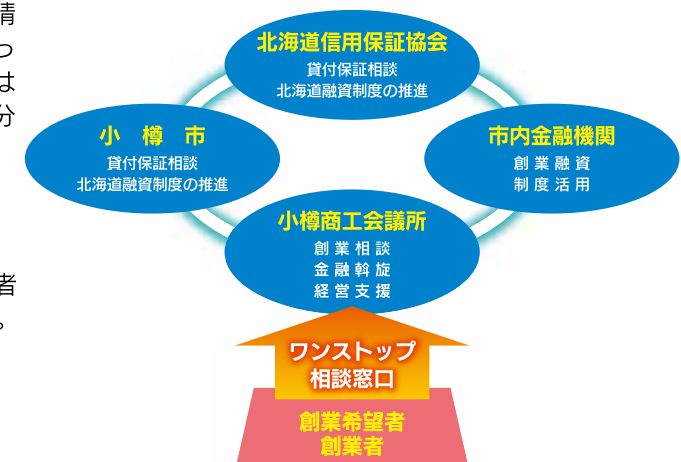 情
っ
は
分
者
。
北海道信用保証協会
貸付保証相談
北海道融資制度の推進
小 樽 市
貸付保証相談
北海道融資制度の推進
市内金融機関
創業融資
制度活用
小樽商工会議所
創業相談
金融斡旋
経営支援
ワンストップ
相談窓口
創業希望者
創業者